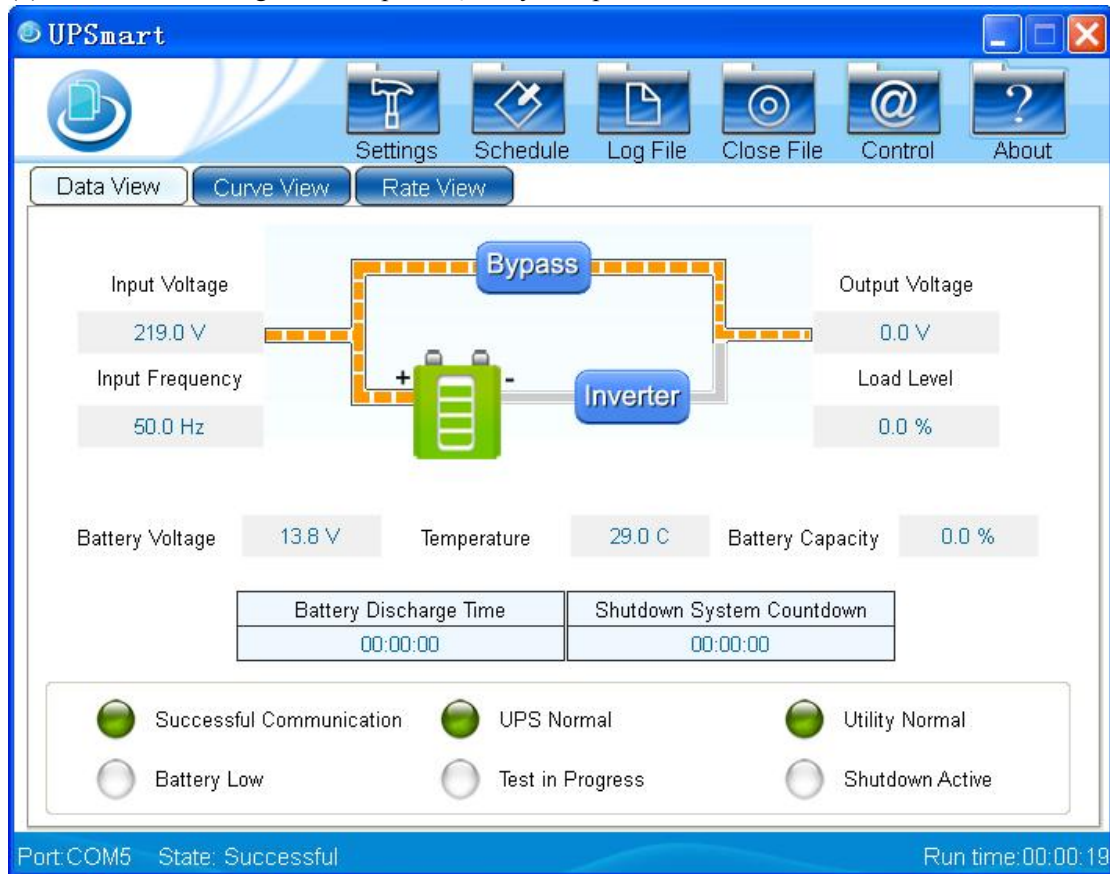 UPSmart
Settings Schedule Log File Close File Control About
Data View Curve View Rate View
Bypass
Input Voltage Output Voltage
219.0 V 0.0 V
Input Frequency + - Inverter Load Level
50.0 Hz 0.0 %
Battery Voltage 13.8 V Temperature 29.0 C Battery Capacity 0.0 %
Battery Discharge Time Shutdown System Countdown
00:00:00 00:00:00
Successful Communication UPS Normal Utility Normal
Battery Low Test in Progress Shutdown Active
Port:COM5 State: Successful Run time:00:00:19